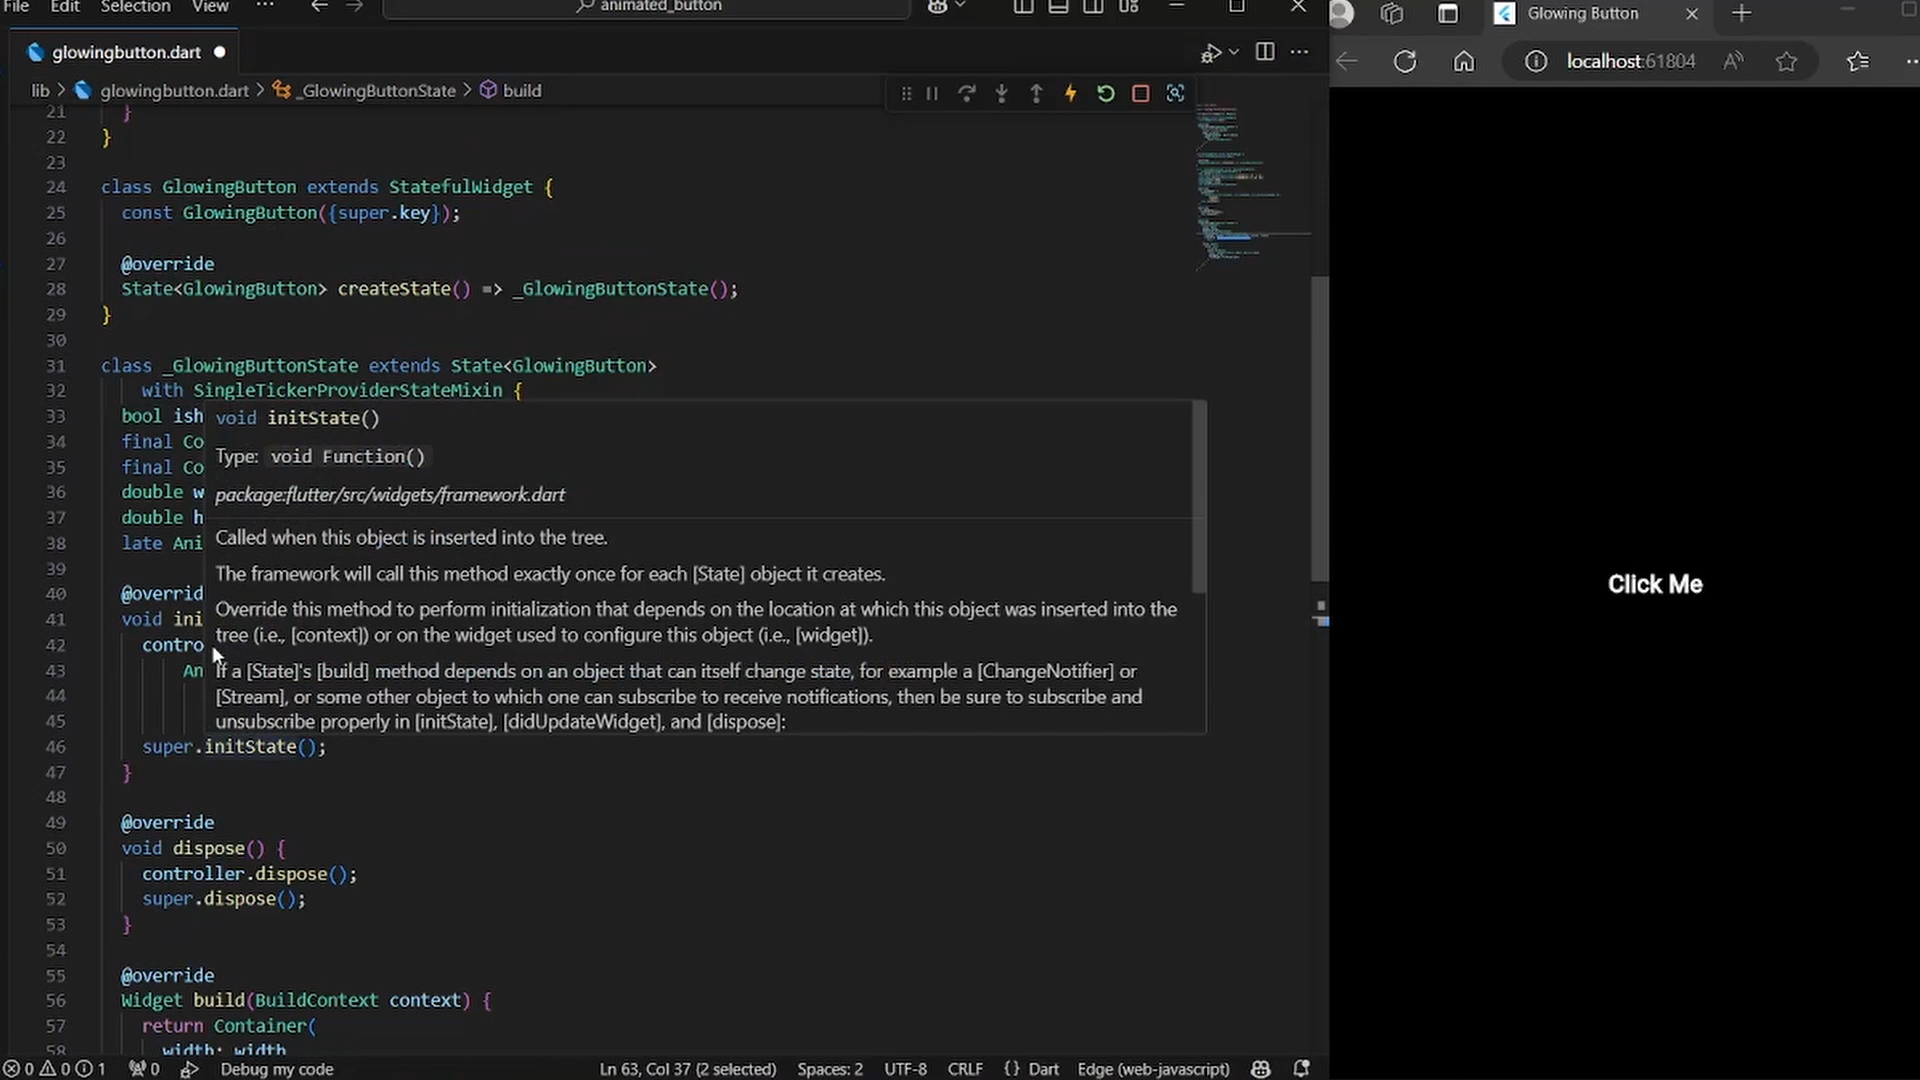 File Edit Selection View ··· animated_button
glowingbutton.dart
lib > glowingbutton.dart > _GlowingButtonState > build
21 }
22 }
23
24 class GlowingButton extends StatefulWidget {
25 const GlowingButton({super.key});
26
27 @override
28 State<GlowingButton> createState() => _GlowingButtonState();
29 }
30
31 class _GlowingButtonState extends State<GlowingButton>
32 with SingleTickerProviderStateMixin {
33 bool ish
34 final Co
35 final Co
36 double w
37 double h
38 late Ani
39
40 @overrid
41 void ini
42 contro
43 An
44
45
46 super.initState();
47 }
48
49 @override
50 void dispose() {
51 controller.dispose();
52 super.dispose();
53 }
54
55 @override
56 Widget build(BuildContext context) {
57 return Container(
58 width: width
void initState()
Type: void Function()
package:flutter/src/widgets/framework.dart
Called when this object is inserted into the tree.
The framework will call this method exactly once for each [State] object it creates.
Override this method to perform initialization that depends on the location at which this object was inserted into the
tree (i.e., [context]) or on the widget used to configure this object (i.e., [widget]).
If a [State]'s [build] method depends on an object that can itself change state, for example a [ChangeNotifier] or
[Stream], or some other object to which one can subscribe to receive notifications, then be sure to subscribe and
unsubscribe properly in [initState], [didUpdateWidget], and [dispose]:
0 0 1 0 Debug my code Ln 63, Col 37 (2 selected) Spaces: 2 UTF-8 CRLF {} Dart Edge (web-javascript)
Glowing Button
localhost:61804
Click Me